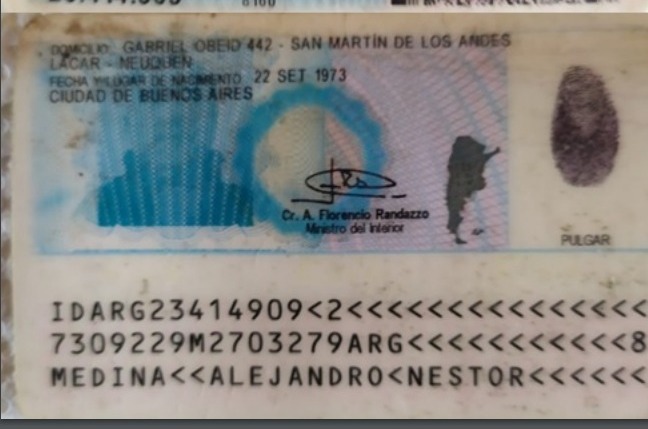 DOMICILIO: GABRIEL OBEID 442 - SAN MARTÍN DE LOS ANDES
LACAR - NEUQUEN
FECHA Y LUGAR DE NACIMIENTO 22 SET 1973
CIUDAD DE BUENOS AIRES
Cr. A. Florencio Randazzo
Ministro del Interior
PULGAR
IDARG23414909<2<<<<<<<<<<<<<<<
7309229M2703279ARG<<<<<<<<<<<8
MEDINA<<ALEJANDRO<NESTOR<<<<<<